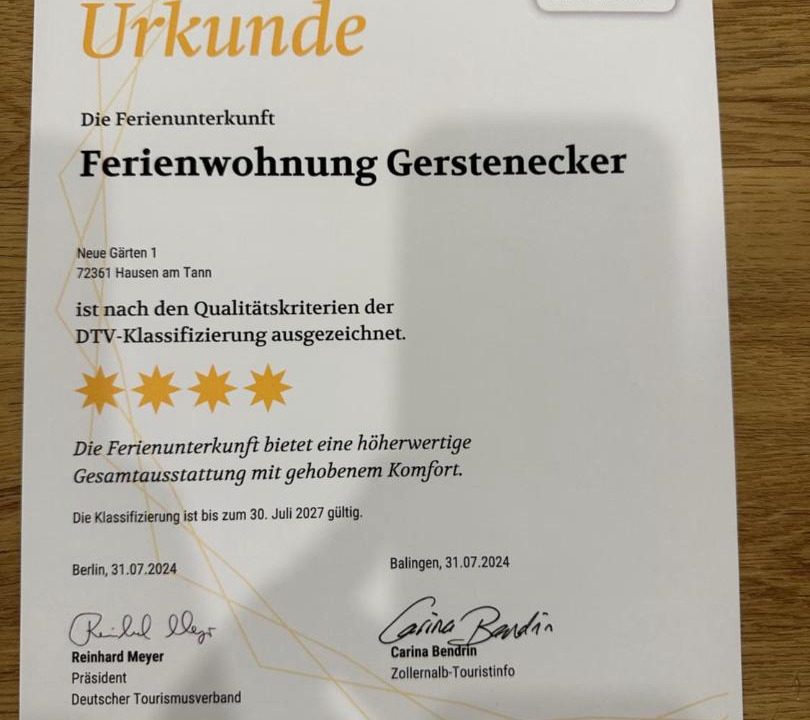 Urkunde
Die Ferienunterkunft
Ferienwohnung Gerstenecker
Neue Gärten 1
72361 Hausen am Tann
ist nach den Qualitätskriterien der
DTV-Klassifizierung ausgezeichnet.
Die Ferienunterkunft bietet eine höherwertige
Gesamtausstattung mit gehobenem Komfort.
Die Klassifizierung ist bis zum 30. Juli 2027 gültig.
Berlin, 31.07.2024
Balingen, 31.07.2024
Reinhard Meyer
Präsident
Deutscher Tourismusverband
Carina Bendrin
Carina Bendrin
Zollernalb-Touristinfo